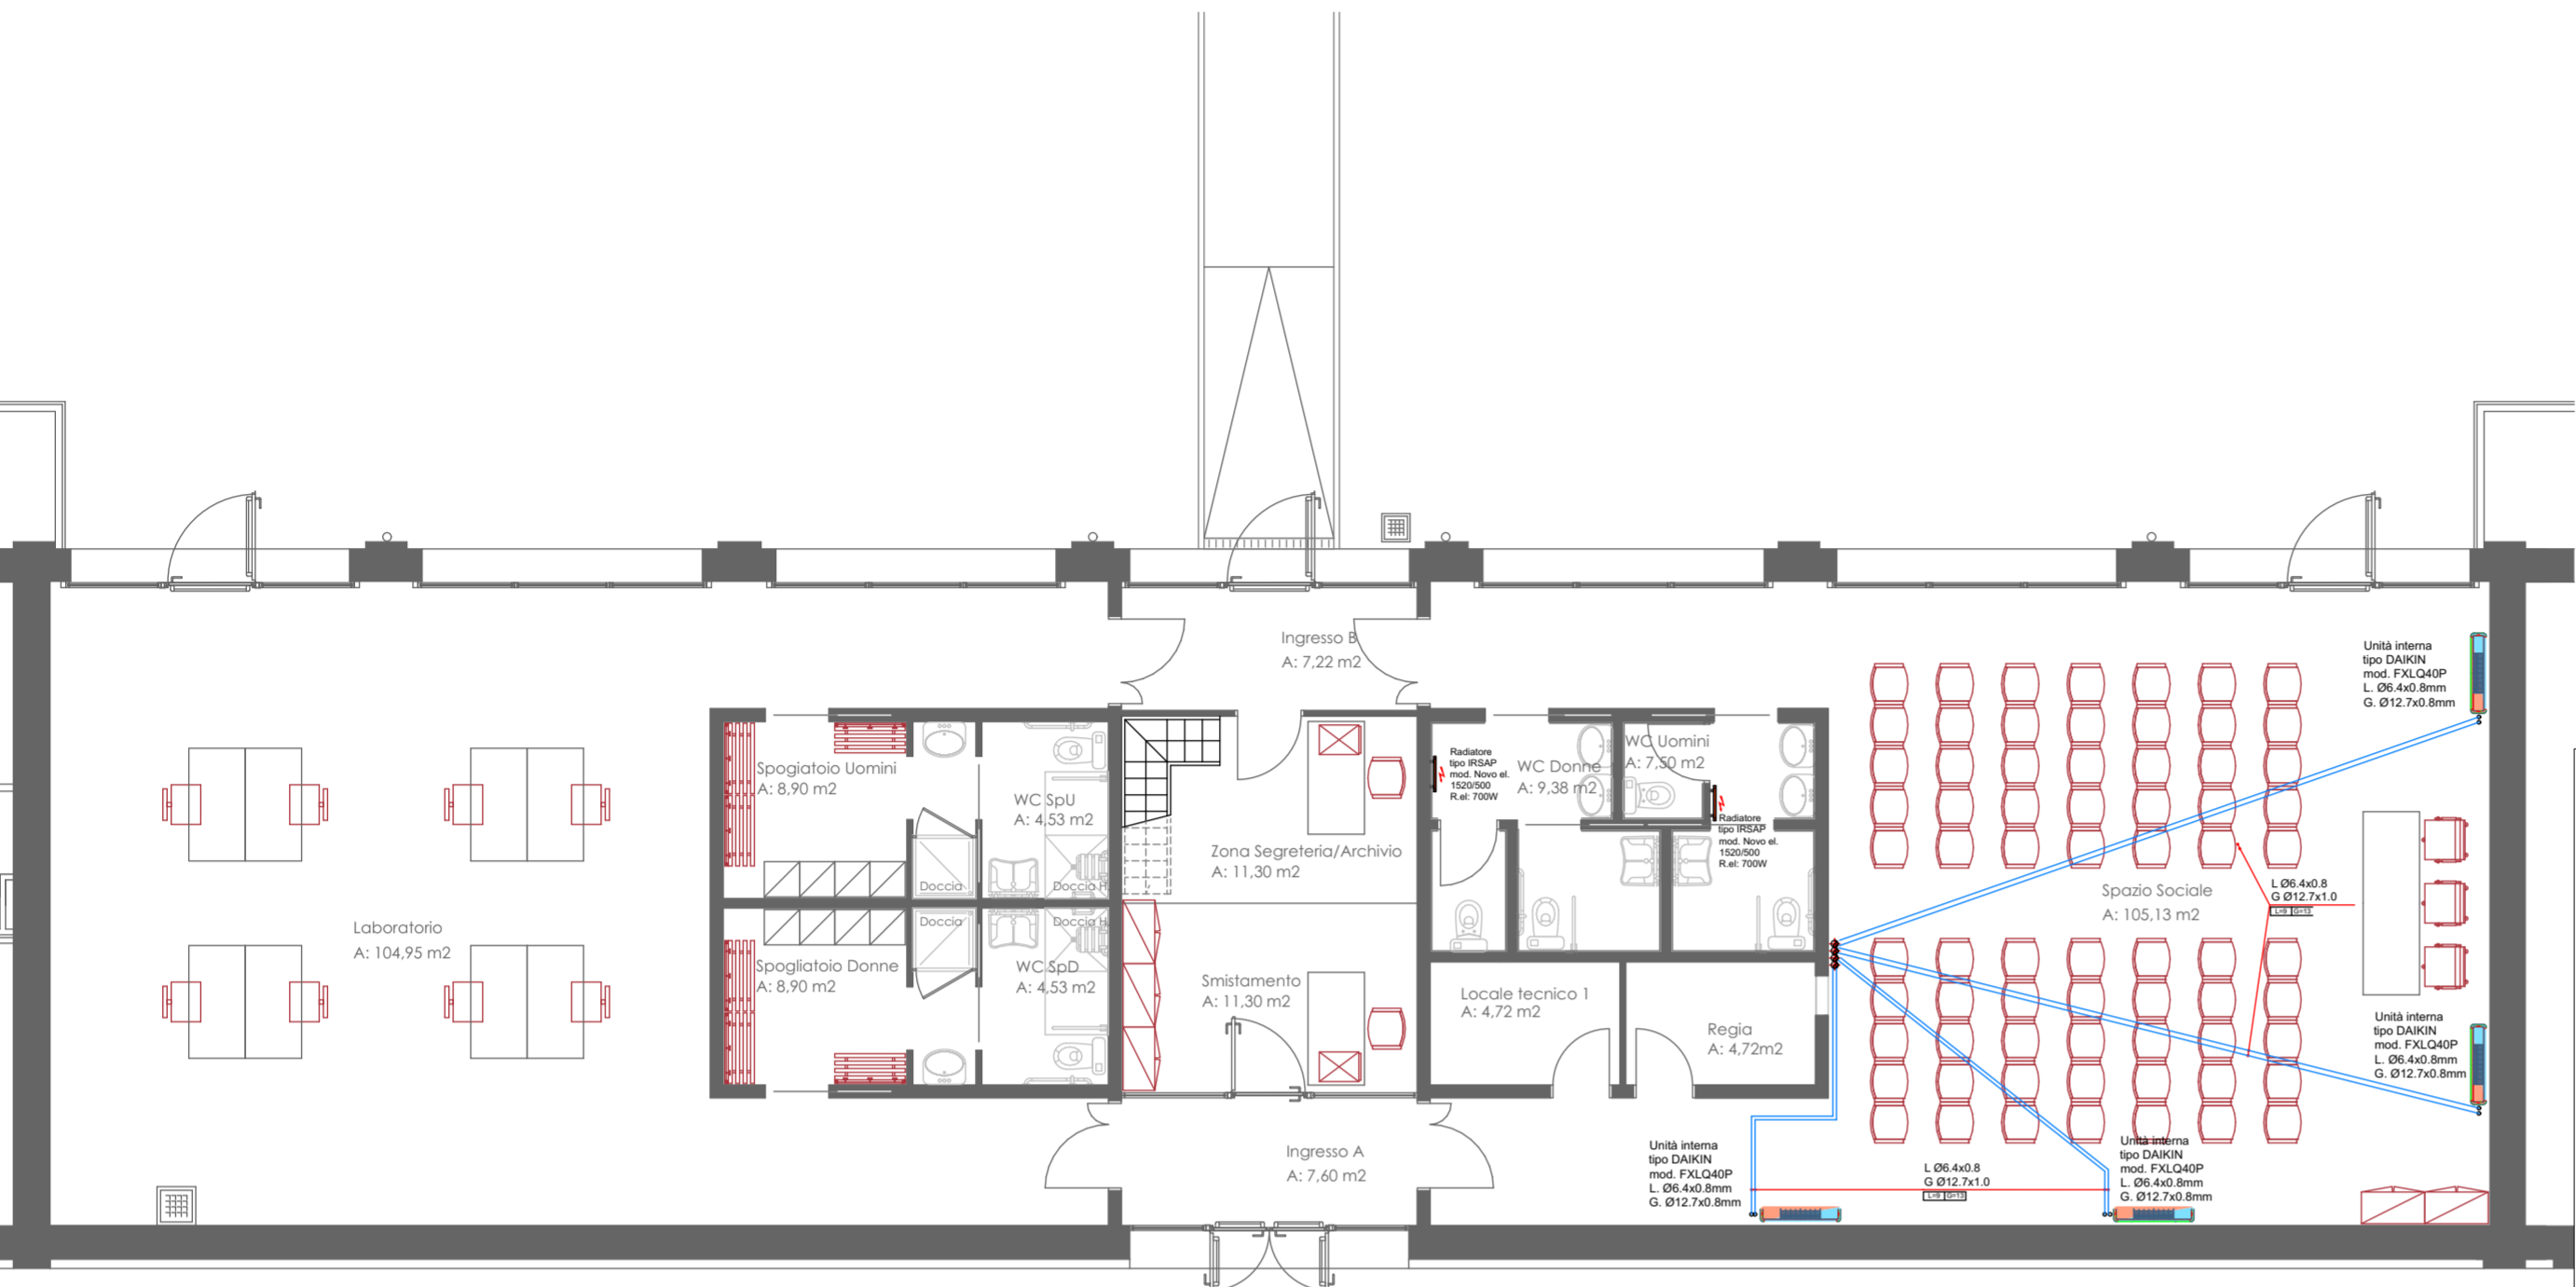 Ingresso B
A: 7,22 m2
Unità interna
tipo DAIKIN
mod. FXLQ40P
L. Ø6.4x0.8mm
G. Ø12.7x0.8mm
Spogiatoio Uomini
A: 8,90 m2
WC SpU
A: 4,53 m2
Doccia
Doccia H
Radiatore
tipo IRSAP
mod. Novo el.
1520/500
R.el: 700W
WC Donne
A: 9,38 m2
WC Uomini
A: 7,50 m2
Radiatore
tipo IRSAP
mod. Novo el.
1520/500
R.el: 700W
Zona Segreteria/Archivio
A: 11,30 m2
Spazio Sociale
A: 105,13 m2
L Ø6.4x0.8
G Ø12.7x1.0
L=9 G=13
Laboratorio
A: 104,95 m2
Doccia
Doccia H
Spogliatoio Donne
A: 8,90 m2
WC SpD
A: 4,53 m2
Smistamento
A: 11,30 m2
Locale tecnico 1
A: 4,72 m2
Regia
A: 4,72m2
Unità interna
tipo DAIKIN
mod. FXLQ40P
L. Ø6.4x0.8mm
G. Ø12.7x0.8mm
Ingresso A
A: 7,60 m2
Unità interna
tipo DAIKIN
mod. FXLQ40P
L. Ø6.4x0.8mm
G. Ø12.7x0.8mm
L Ø6.4x0.8
G Ø12.7x1.0
L=9 G=13
Unità interna
tipo DAIKIN
mod. FXLQ40P
L. Ø6.4x0.8mm
G. Ø12.7x0.8mm